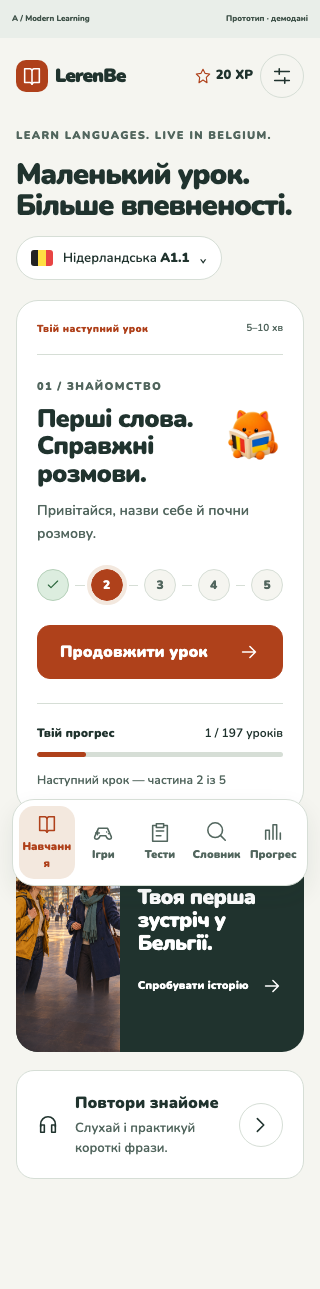 A / Modern Learning
Прототип · демодані
LerenBe
20 XP
LEARN LANGUAGES. LIVE IN BELGIUM.
Маленький урок.
Більше впевненості.
Нідерландська A1.1
Твій наступний урок
5–10 хв
01 / ЗНАЙОМСТВО
Перші слова.
Справжні
розмови.
Привітайся, назви себе й почни
розмову.
2
3
4
5
Продовжити урок
Твій прогрес
1 / 197 уроків
Наступний крок — частина 2 із 5
Навчанн
я
Ігри
Тести
Словник
Прогрес
Твоя перша
зустріч у
Бельгії.
Спробувати історію
Повтори знайоме
Слухай і практикуй
короткі фрази.